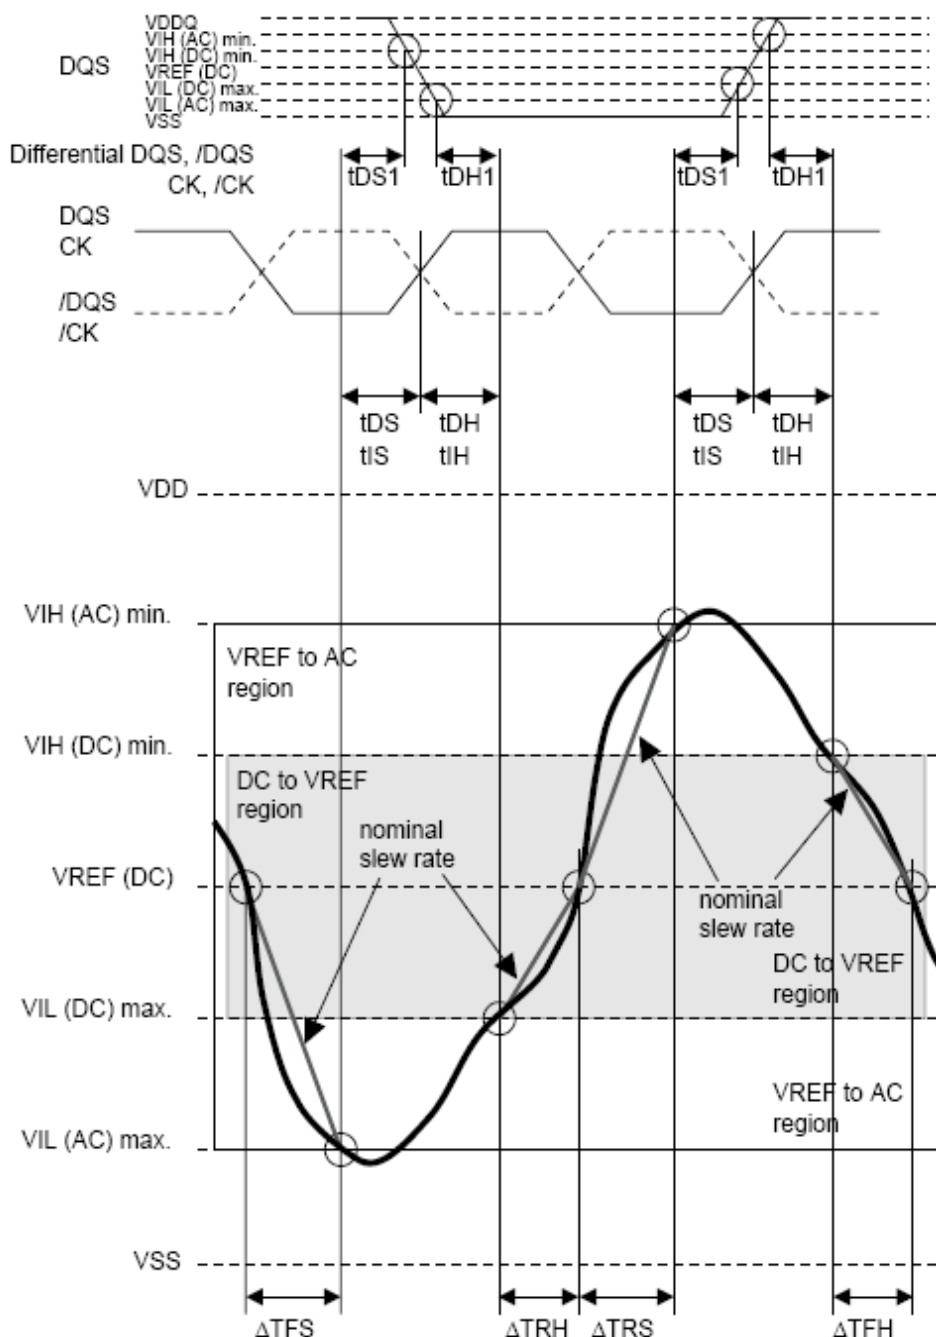 VDDQ
VIH (AC) min.
VIH (DC) min.
DQS
VREF (DC)
VIL (DC) max.
VIL (AC) max.
VSS
Differential DQS, /DQS
CK, /CK
tDS1
tDH1
tDS1
tDH1
DQS
CK
/DQS
/CK
tDS
tIS
tDH
tIH
tDS
tIS
tDH
tIH
VDD
VIH (AC) min.
VREF to AC
region
VIH (DC) min.
DC to VREF
region
nominal
slew rate
VREF (DC)
nominal
slew rate
DC to VREF
region
VIL (DC) max.
VREF to AC
region
VIL (AC) max.
VSS
ΔTFS
ΔTRH
ΔTRS
ΔTFH